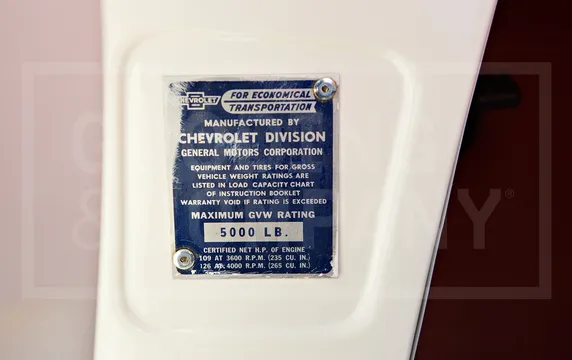 CHEVROLET
FOR ECONOMICAL
TRANSPORTATION
MANUFACTURED BY
CHEVROLET DIVISION
GENERAL MOTORS CORPORATION
EQUIPMENT AND TIRES FOR GROSS
VEHICLE WEIGHT RATINGS ARE
LISTED IN LOAD CAPACITY CHART
OF INSTRUCTION BOOKLET
WARRANTY VOID IF RATING IS EXCEEDED
MAXIMUM GVW RATING
5000 LB.
CERTIFIED NET H.P. OF ENGINE
109 AT 3600 R.P.M. (235 CU. IN.)
126 AT 4000 R.P.M. (265 CU. IN.)